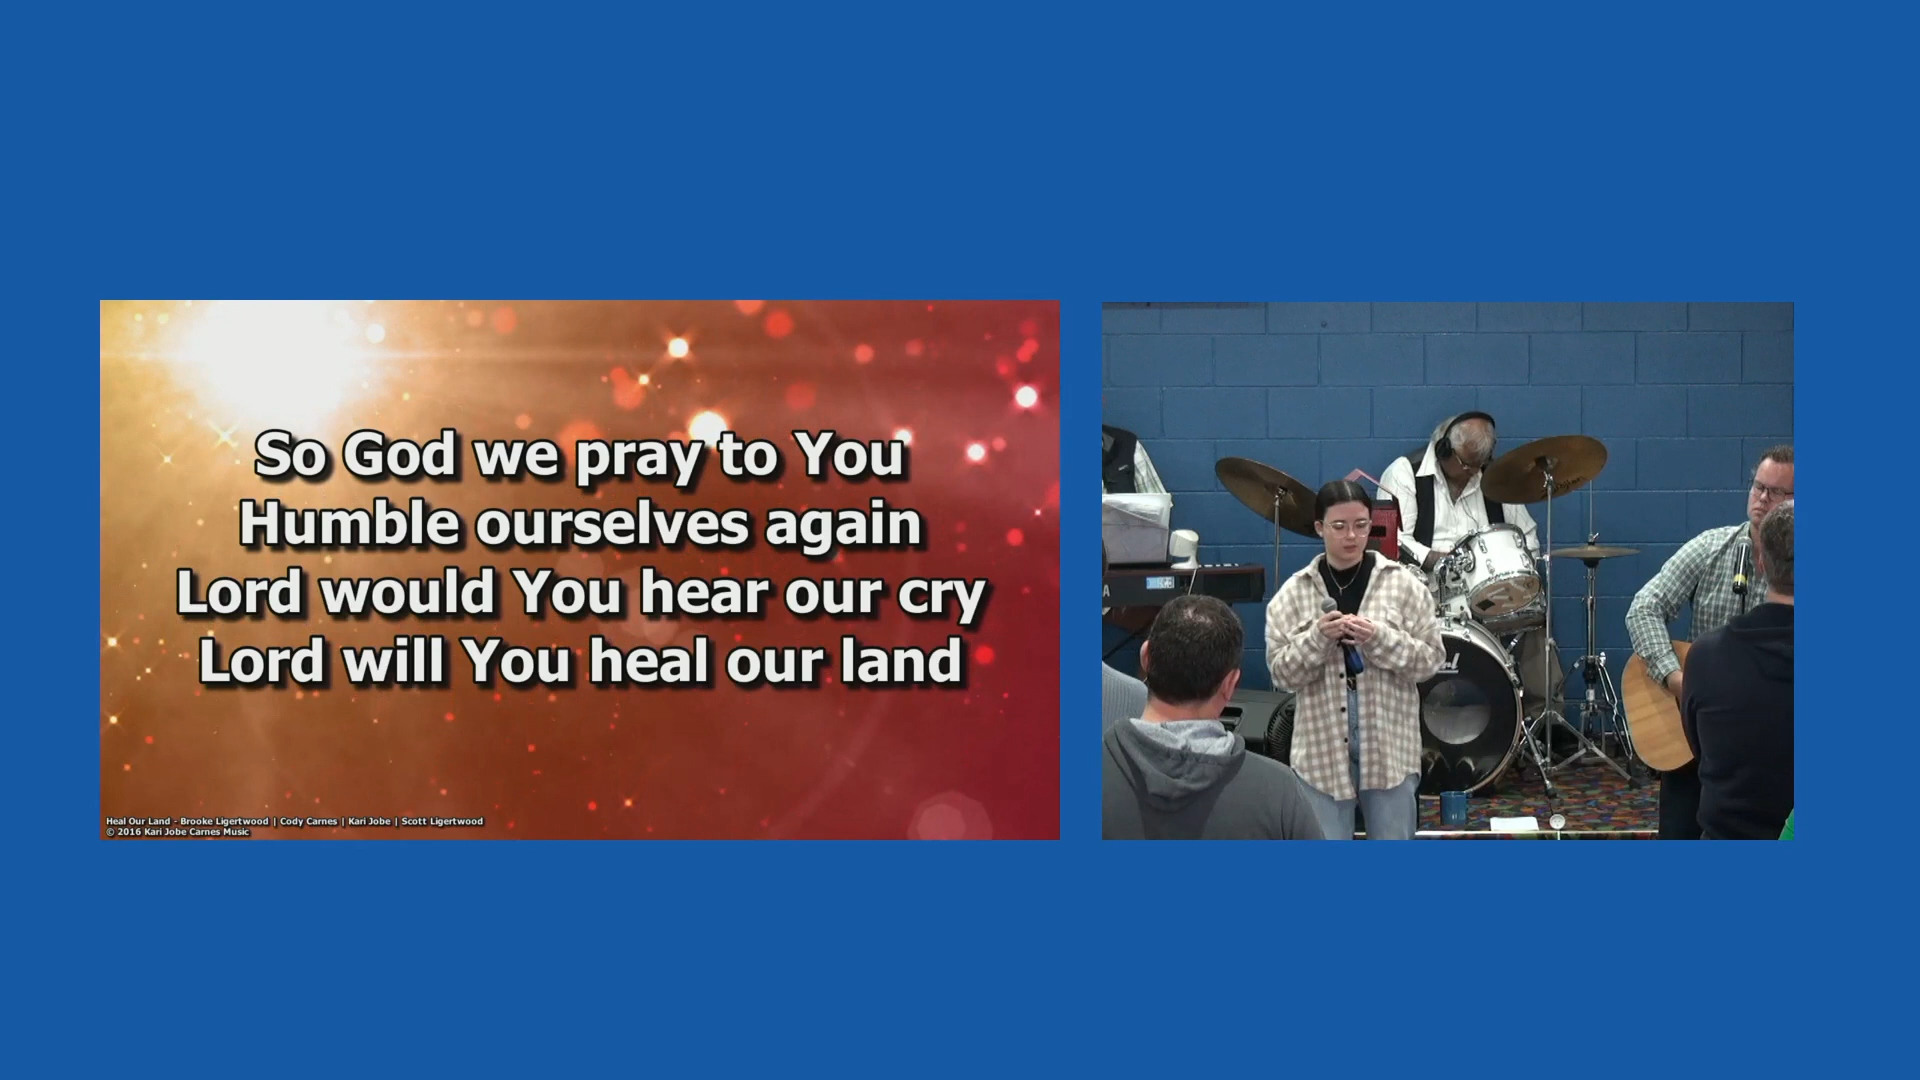 So God we pray to You
Humble ourselves again
Lord would You hear our cry
Lord will You heal our land
Heal Our Land - Brooke Ligertwood | Cody Carnes | Kari Jobe | Scott Ligertwood
© 2016 Kari Jobe Carnes Music